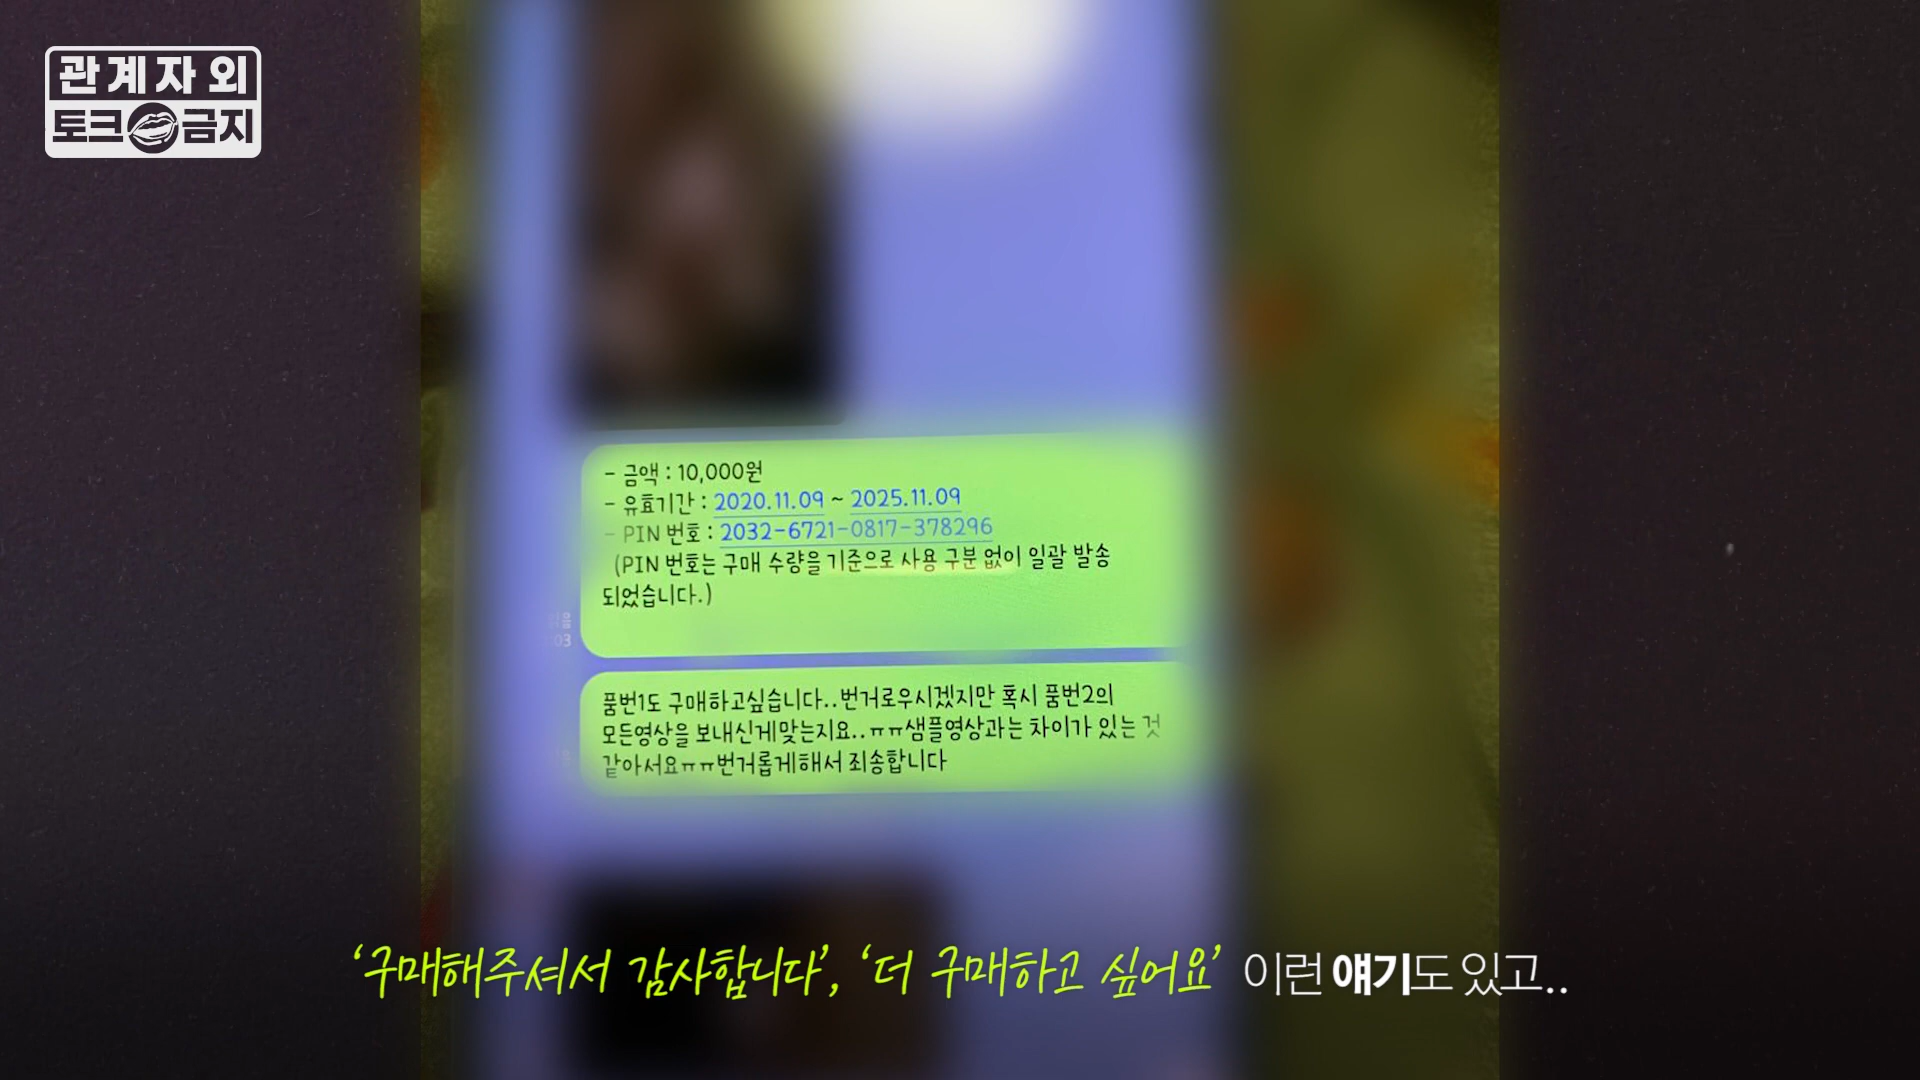 관계자 외
토크 금지
- 금액 : 10,000원
- 유효기간 : 2020.11.09 ~ 2025.11.09
- PIN 번호 : 2032-6721-0817-378296
(PIN 번호는 구매 수량을 기준으로 사용 구분 없이 일괄 발송
되었습니다.)
:03
품번1도 구매하고싶습니다..번거로우시겠지만 혹시 품번2의
모든영상을 보내신게맞는지요..ㅠㅠ샘플영상과는 차이가 있는 것
같아서요ㅠㅠ번거롭게해서 죄송합니다
‘구매해주셔서 감사합니다’, ‘더 구매하고 싶어요’ 이런 얘기도 있고..